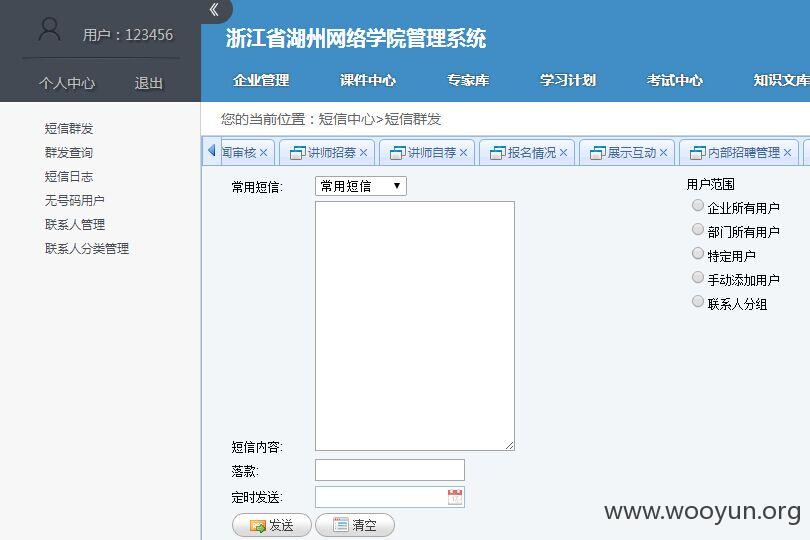 用户：123456
个人中心 退出
浙江省湖州网络学院管理系统
企业管理 课件中心 专家库 学习计划 考试中心 知识文库
您的当前位置：短信中心>短信群发
短信群发
群发查询
短信日志
无号码用户
联系人管理
联系人分类管理
闻审核 讲师招募 讲师自荐 报名情况 展示互动 内部招聘管理
常用短信: 常用短信
用户范围
企业所有用户
部门所有用户
特定用户
手动添加用户
联系人分组
短信内容:
落款:
定时发送:
发送 清空
www.wooyun.org